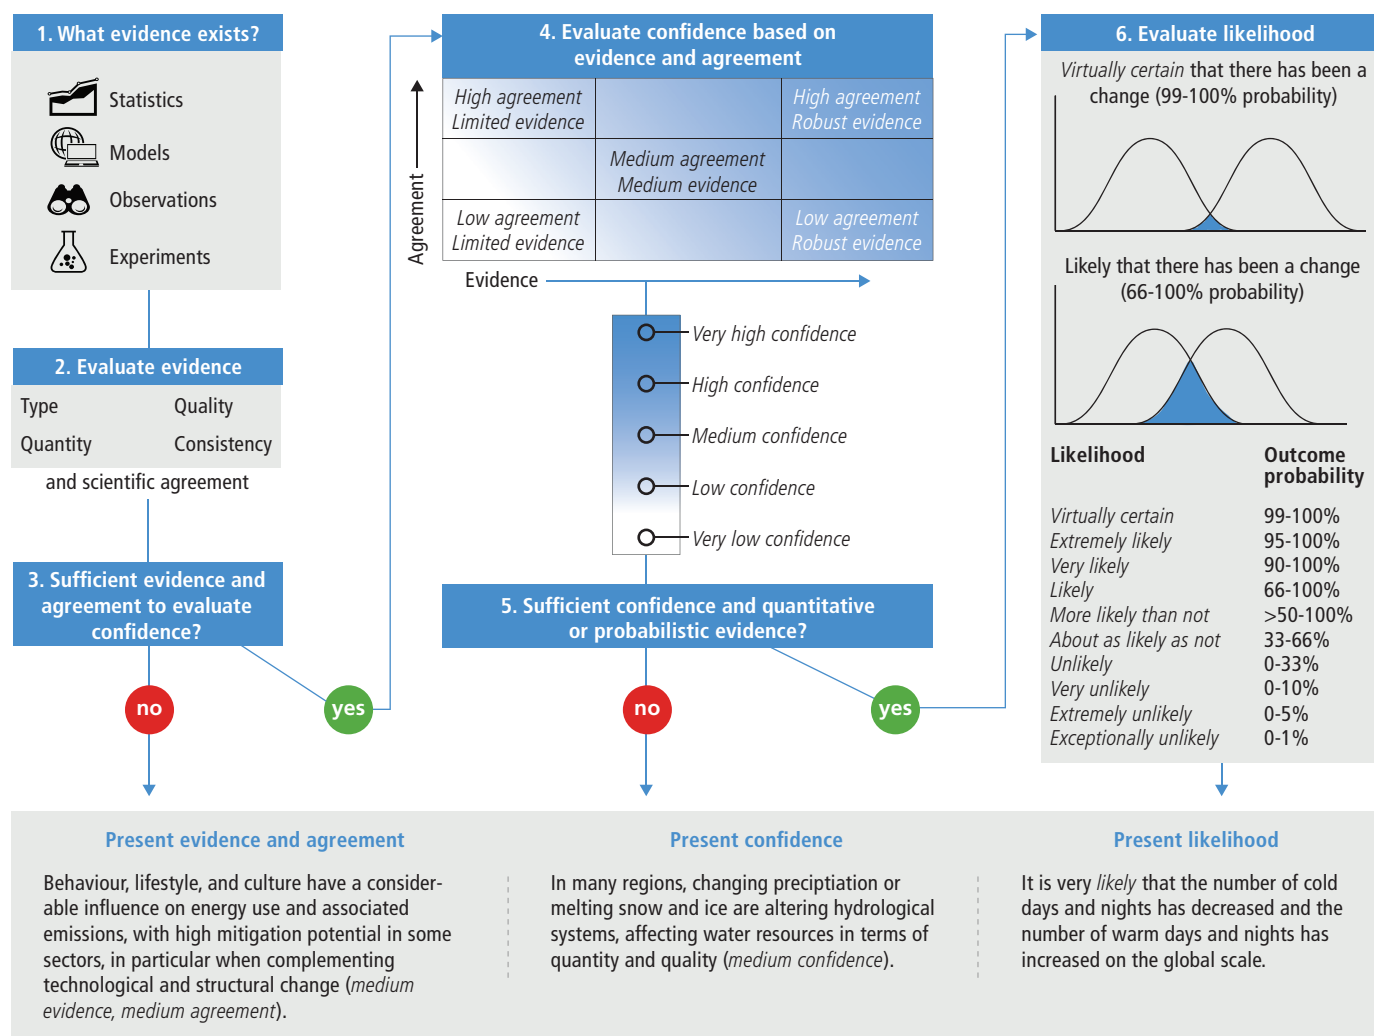 1. What evidence exists?
Statistics
Models
Observations
Experiments
2. Evaluate evidence
Type
Quality
Quantity
Consistency
and scientific agreement
3. Sufficient evidence and
agreement to evaluate
confidence?
no
yes
4. Evaluate confidence based on
evidence and agreement
Agreement
High agreement
Limited evidence
High agreement
Robust evidence
Medium agreement
Medium evidence
Low agreement
Limited evidence
Low agreement
Robust evidence
Evidence
Very high confidence
High confidence
Medium confidence
Low confidence
Very low confidence
5. Sufficient confidence and quantitative
or probabilistic evidence?
no
yes
6. Evaluate likelihood
Virtually certain that there has been a
change (99-100% probability)
Likely that there has been a change
(66-100% probability)
Likelihood
Outcome
probability
Virtually certain 99-100%
Extremely likely 95-100%
Very likely 90-100%
Likely 66-100%
More likely than not >50-100%
About as likely as not 33-66%
Unlikely 0-33%
Very unlikely 0-10%
Extremely unlikely 0-5%
Exceptionally unlikely 0-1%
Present evidence and agreement
Behaviour, lifestyle, and culture have a consider-
able influence on energy use and associated
emissions, with high mitigation potential in some
sectors, in particular when complementing
technological and structural change (medium
evidence, medium agreement).
Present confidence
In many regions, changing preciptiation or
melting snow and ice are altering hydrological
systems, affecting water resources in terms of
quantity and quality (medium confidence).
Present likelihood
It is very likely that the number of cold
days and nights has decreased and the
number of warm days and nights has
increased on the global scale.